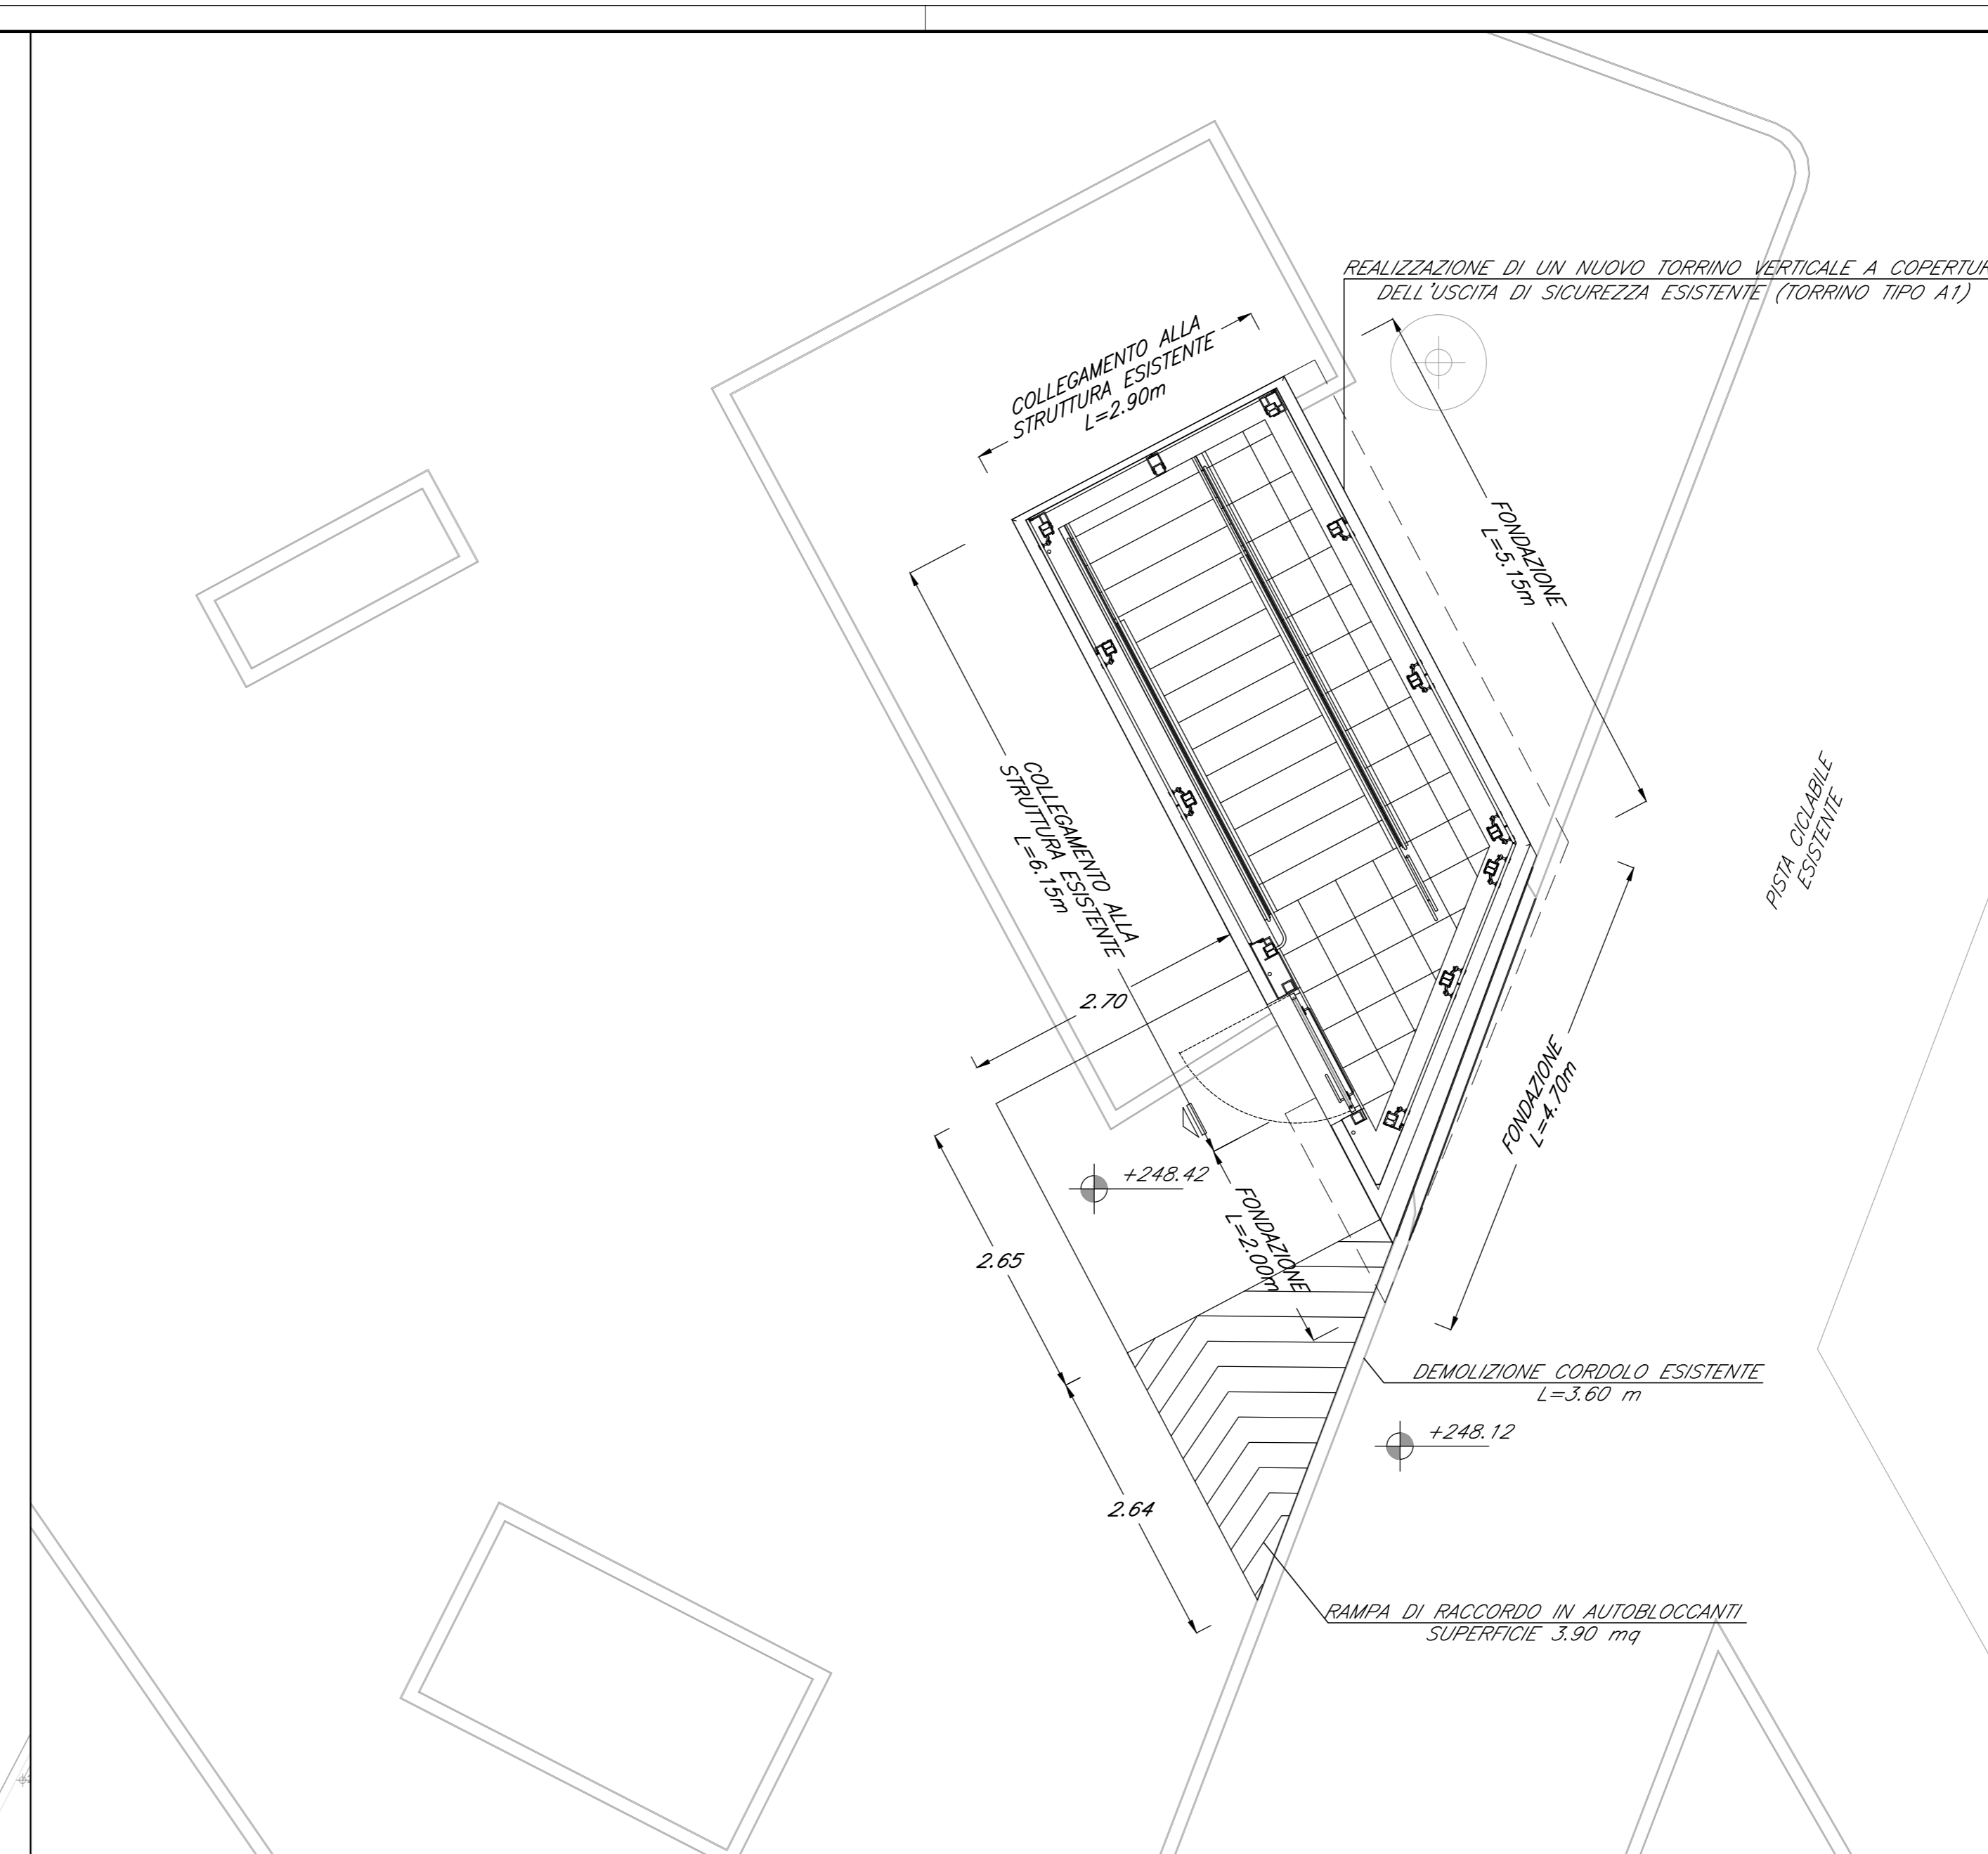 REALIZZAZIONE DI UN NUOVO TORRINO VERTICALE A
DELL'USCITA DI SICUREZZA ESISTENTE (TORRINO TIPO A1)
COLLEGAMENTO ALLA
STRUTTURA ESISTENTE
L=2.90m
FONDAZIONE
L=5.15m
COLLEGAMENTO ALLA
STRUTTURA ESISTENTE
L=6.15m
PISTA CICLABILE
ESISTENTE
2.70
FONDAZIONE
L=4.70m
+248.42
FONDAZIONE
L=2.00m
2.65
DEMOLIZIONE CORDOLO ESISTENTE
L=3.60 m
+248.12
2.64
RAMPA DI RACCORDO IN AUTOBLOCCANTI
SUPERFICIE 3.90 mq